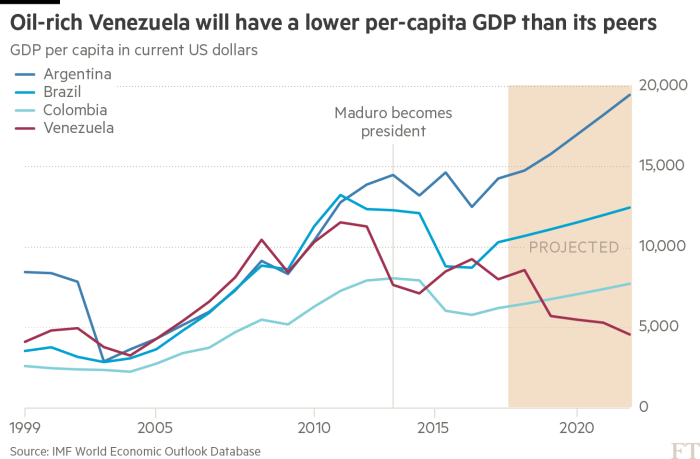 Oil-rich Venezuela will have a lower per-capita GDP than its peers
GDP per capita in current US dollars
Argentina
Brazil
Colombia
Venezuela
Maduro becomes
president
PROJECTED
20,000
15,000
10,000
5,000
0
1999
2005
2010
2015
2020
Source: IMF World Economic Outlook Database
FT